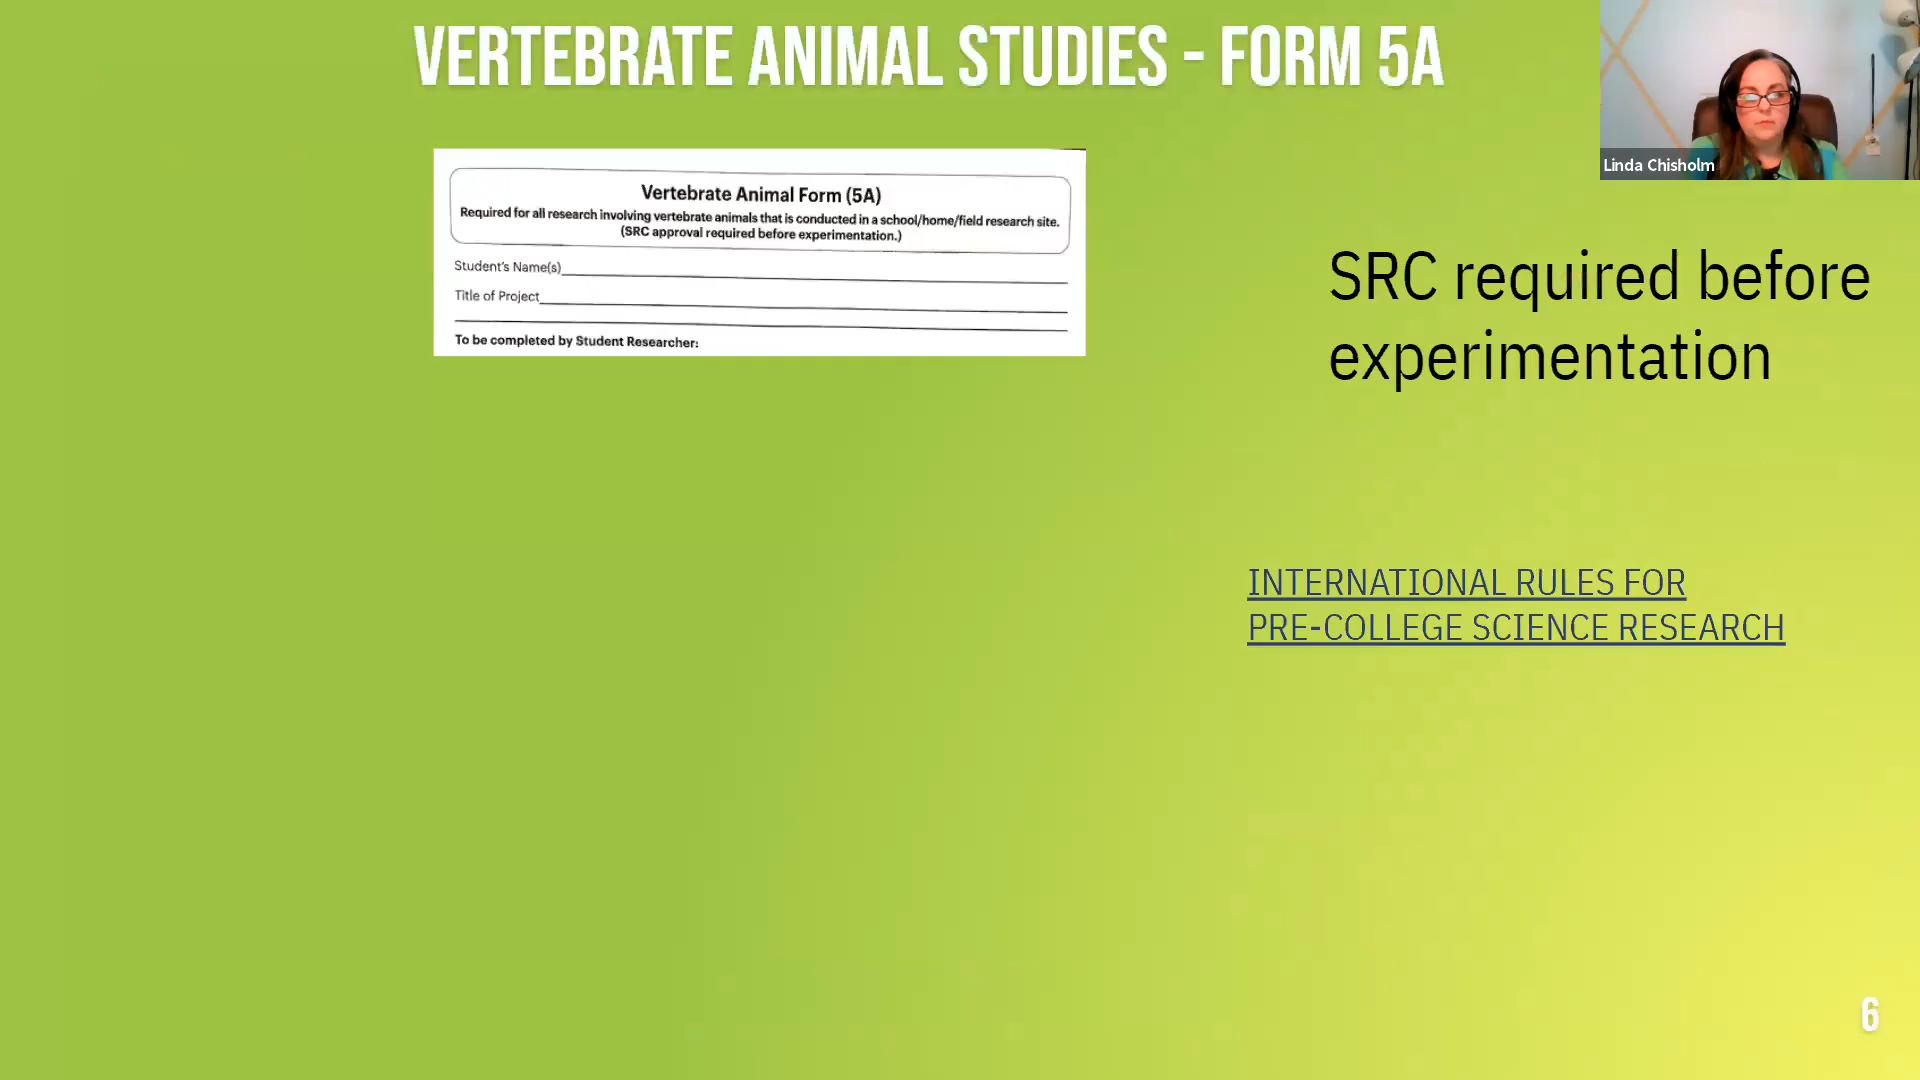 VERTEBRATE ANIMAL STUDIES - FORM 5A
Linda Chisholm
Vertebrate Animal Form (5A)
Required for all research involving vertebrate animals that is conducted in a school/home/field research site.
(SRC approval required before experimentation.)
Student's Name(s)
Title of Project
To be completed by Student Researcher:
SRC required before
experimentation
INTERNATIONAL RULES FOR
PRE-COLLEGE SCIENCE RESEARCH
6